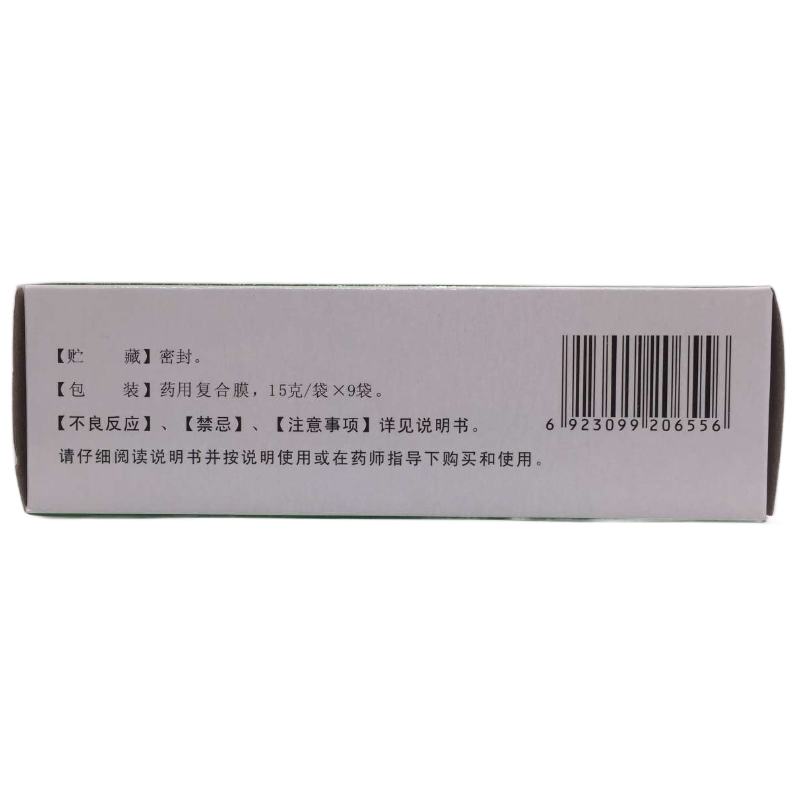 【贮　　藏】密封。
【包　　装】药用复合膜，15克/袋×9袋。
【不良反应】、【禁忌】、【注意事项】详见说明书。
请仔细阅读说明书并按说明使用或在药师指导下购买和使用。
6 923099 206556